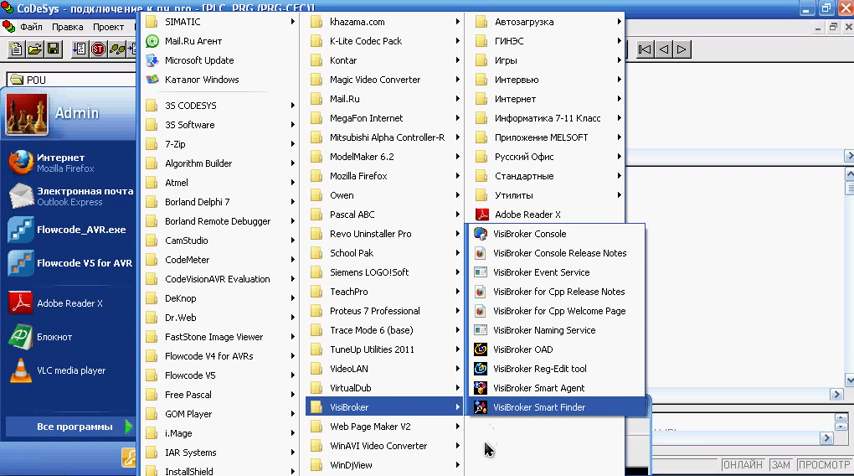 CoDeSys - подключение к пч.pro - [PLC_PRG (PRG-CFC)]
Файл Правка Проект
POU
Admin
Интернет
Mozilla Firefox
Электронная почта
Outlook Express
Flowcode_AVR.exe
Flowcode V5 for AVR
Adobe Reader X
Блокнот
VLC media player
Все программы
SIMATIC
Mail.Ru Агент
Microsoft Update
Каталог Windows
3S CODESYS
3S Software
7-Zip
Algorithm Builder
Atmel
Borland Delphi 7
Borland Remote Debugger
CamStudio
CodeMeter
CodeVisionAVR Evaluation
DeKnop
Dr.Web
FastStone Image Viewer
Flowcode V4 for AVRs
Flowcode V5
Free Pascal
GOM Player
i.Mage
IAR Systems
InstallShield
khazama.com
K-Lite Codec Pack
Kontar
Magic Video Converter
Mail.Ru
MegaFon Internet
Mitsubishi Alpha Controller-R
ModelMaker 6.2
Mozilla Firefox
Owen
Pascal ABC
Revo Uninstaller Pro
School Pak
Siemens LOGO!Soft
TeachPro
Proteus 7 Professional
Trace Mode 6 (base)
TuneUp Utilities 2011
VideoLAN
VirtualDub
VisiBroker
Web Page Maker V2
WinAVI Video Converter
WinDjView
Автозагрузка
ГИНЭС
Игры
Интервью
Интернет
Информатика 7-11 Класс
Приложение MELSOFT
Русский Офис
Стандартные
Утилиты
Adobe Reader X
VisiBroker Console
VisiBroker Console Release Notes
VisiBroker Event Service
VisiBroker for Cpp Release Notes
VisiBroker for Cpp Welcome Page
VisiBroker Naming Service
VisiBroker OAD
VisiBroker Reg-Edit tool
VisiBroker Smart Agent
VisiBroker Smart Finder
ОНЛАЙН ЗАМ ПРОСМОТР